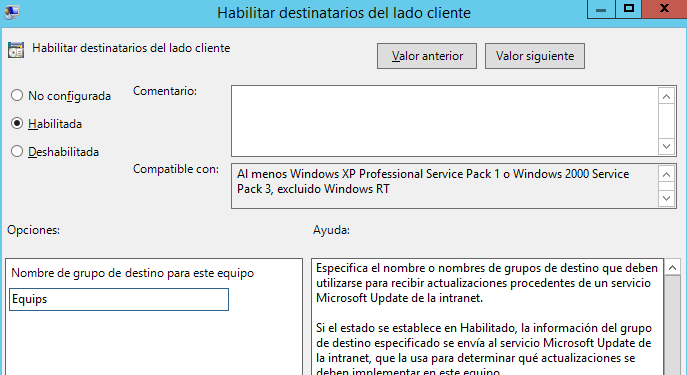 Habilitar destinatarios del lado cliente
Habilitar destinatarios del lado cliente
Valor anterior
Valor siguiente
No configurada
Comentario:
Habilitada
Deshabilitada
Compatible con:
Al menos Windows XP Professional Service Pack 1 o Windows 2000 Service
Pack 3, excluido Windows RT
Opciones:
Ayuda:
Nombre de grupo de destino para este equipo
Equips
Especifica el nombre o nombres de grupos de destino que deben
utilizarse para recibir actualizaciones procedentes de un servicio
Microsoft Update de la intranet.
Si el estado se establece en Habilitado, la información del grupo
de destino especificado se envía al servicio Microsoft Update de
la intranet, que la usa para determinar qué actualizaciones se
deben implementar en este equipo.